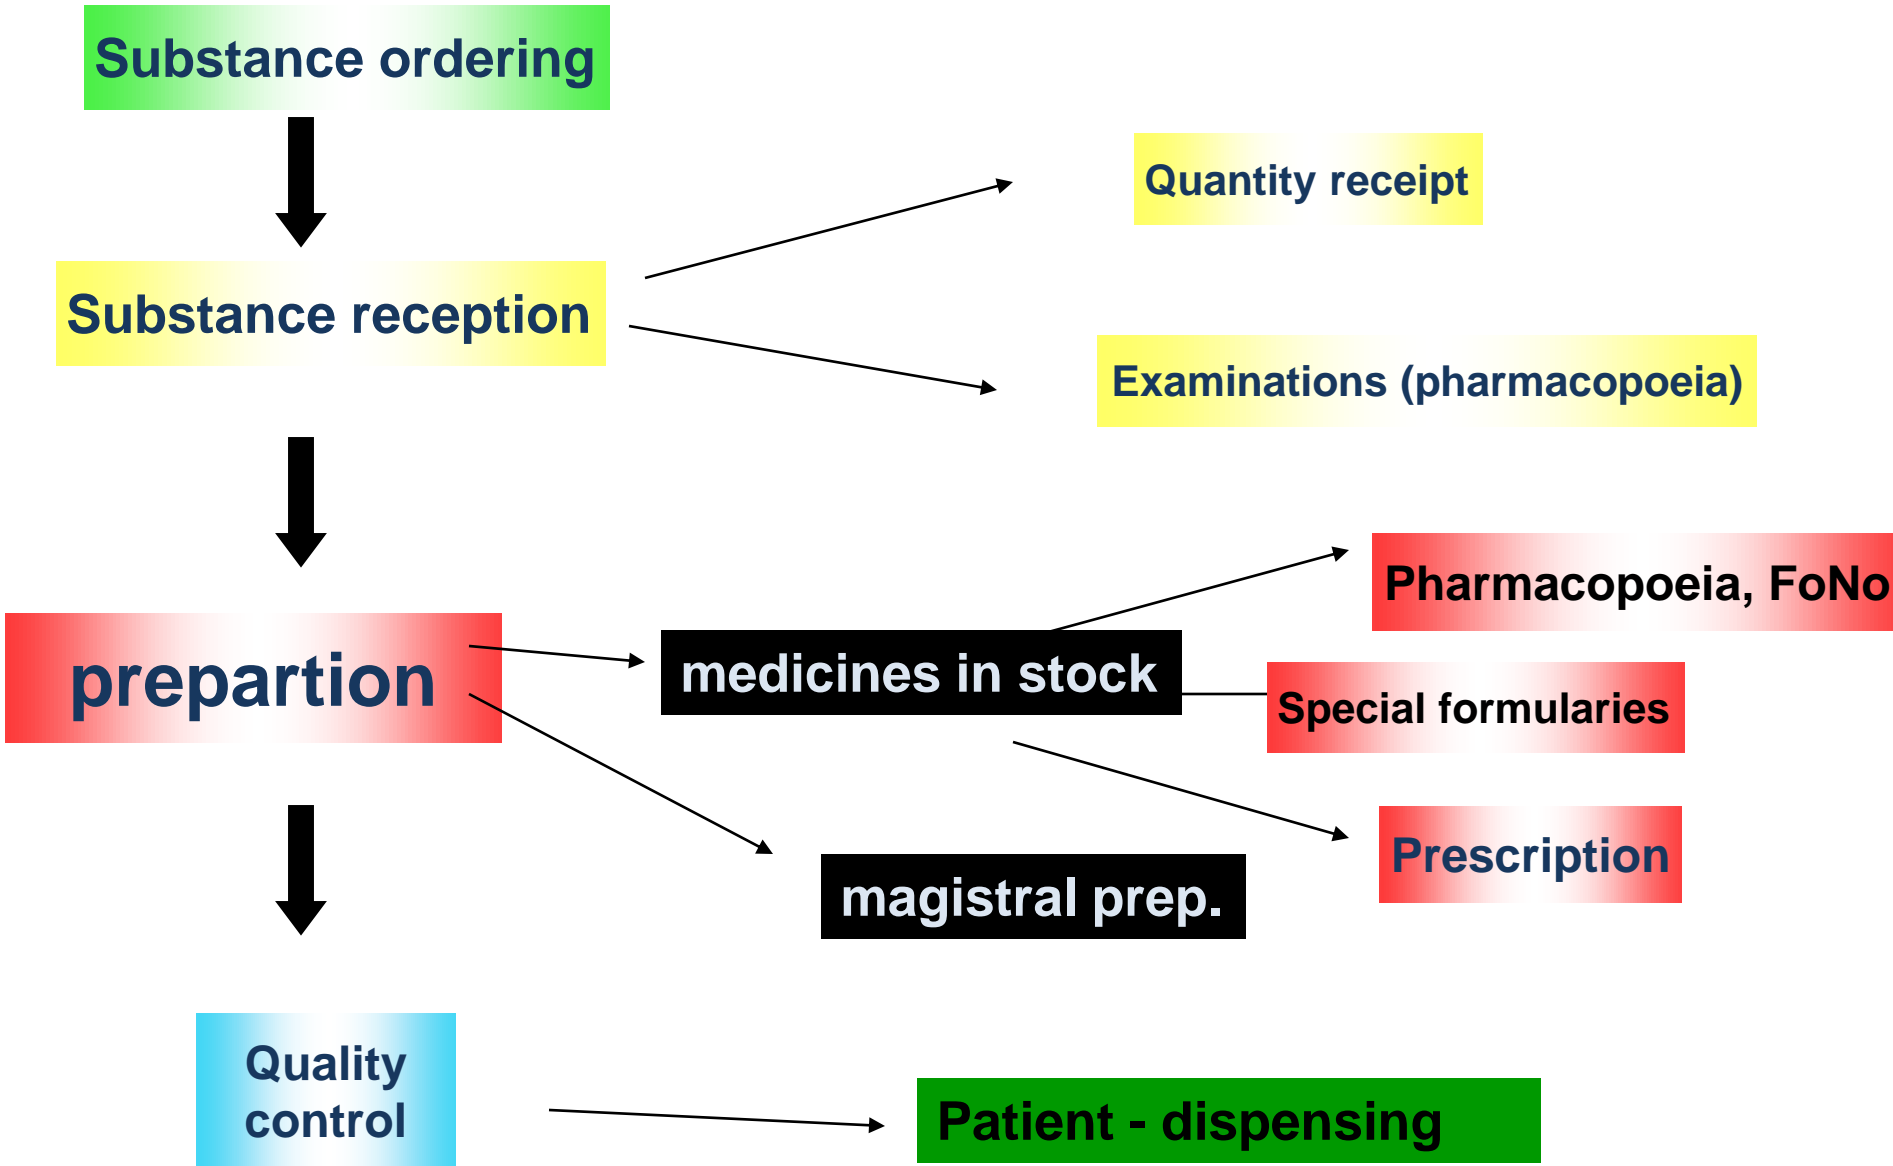 Substance ordering
Quantity receipt
Substance reception
Examinations (pharmacopoeia)
Pharmacopoeia, FoNo
prepartion
medicines in stock
Special formularies
Prescription
magistral prep.
Quality
control
Patient - dispensing